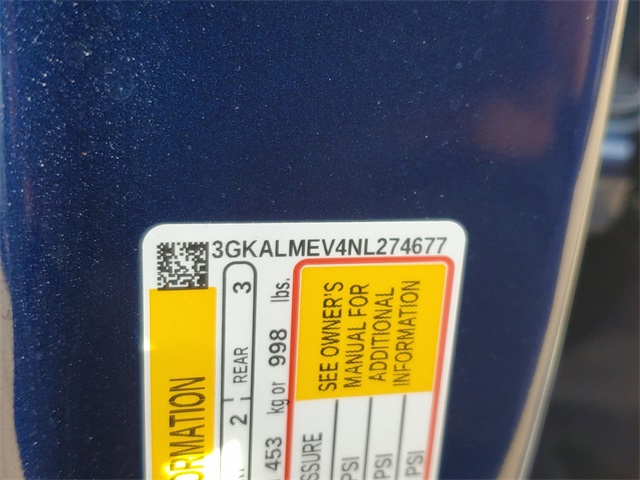 3GKALMEV4NL274677
ORMATION
2 REAR 3
453 kg or 998 lbs.
SEE OWNER'S
MANUAL FOR
ADDITIONAL
INFORMATION
SSURE
PSI
PSI
PSI